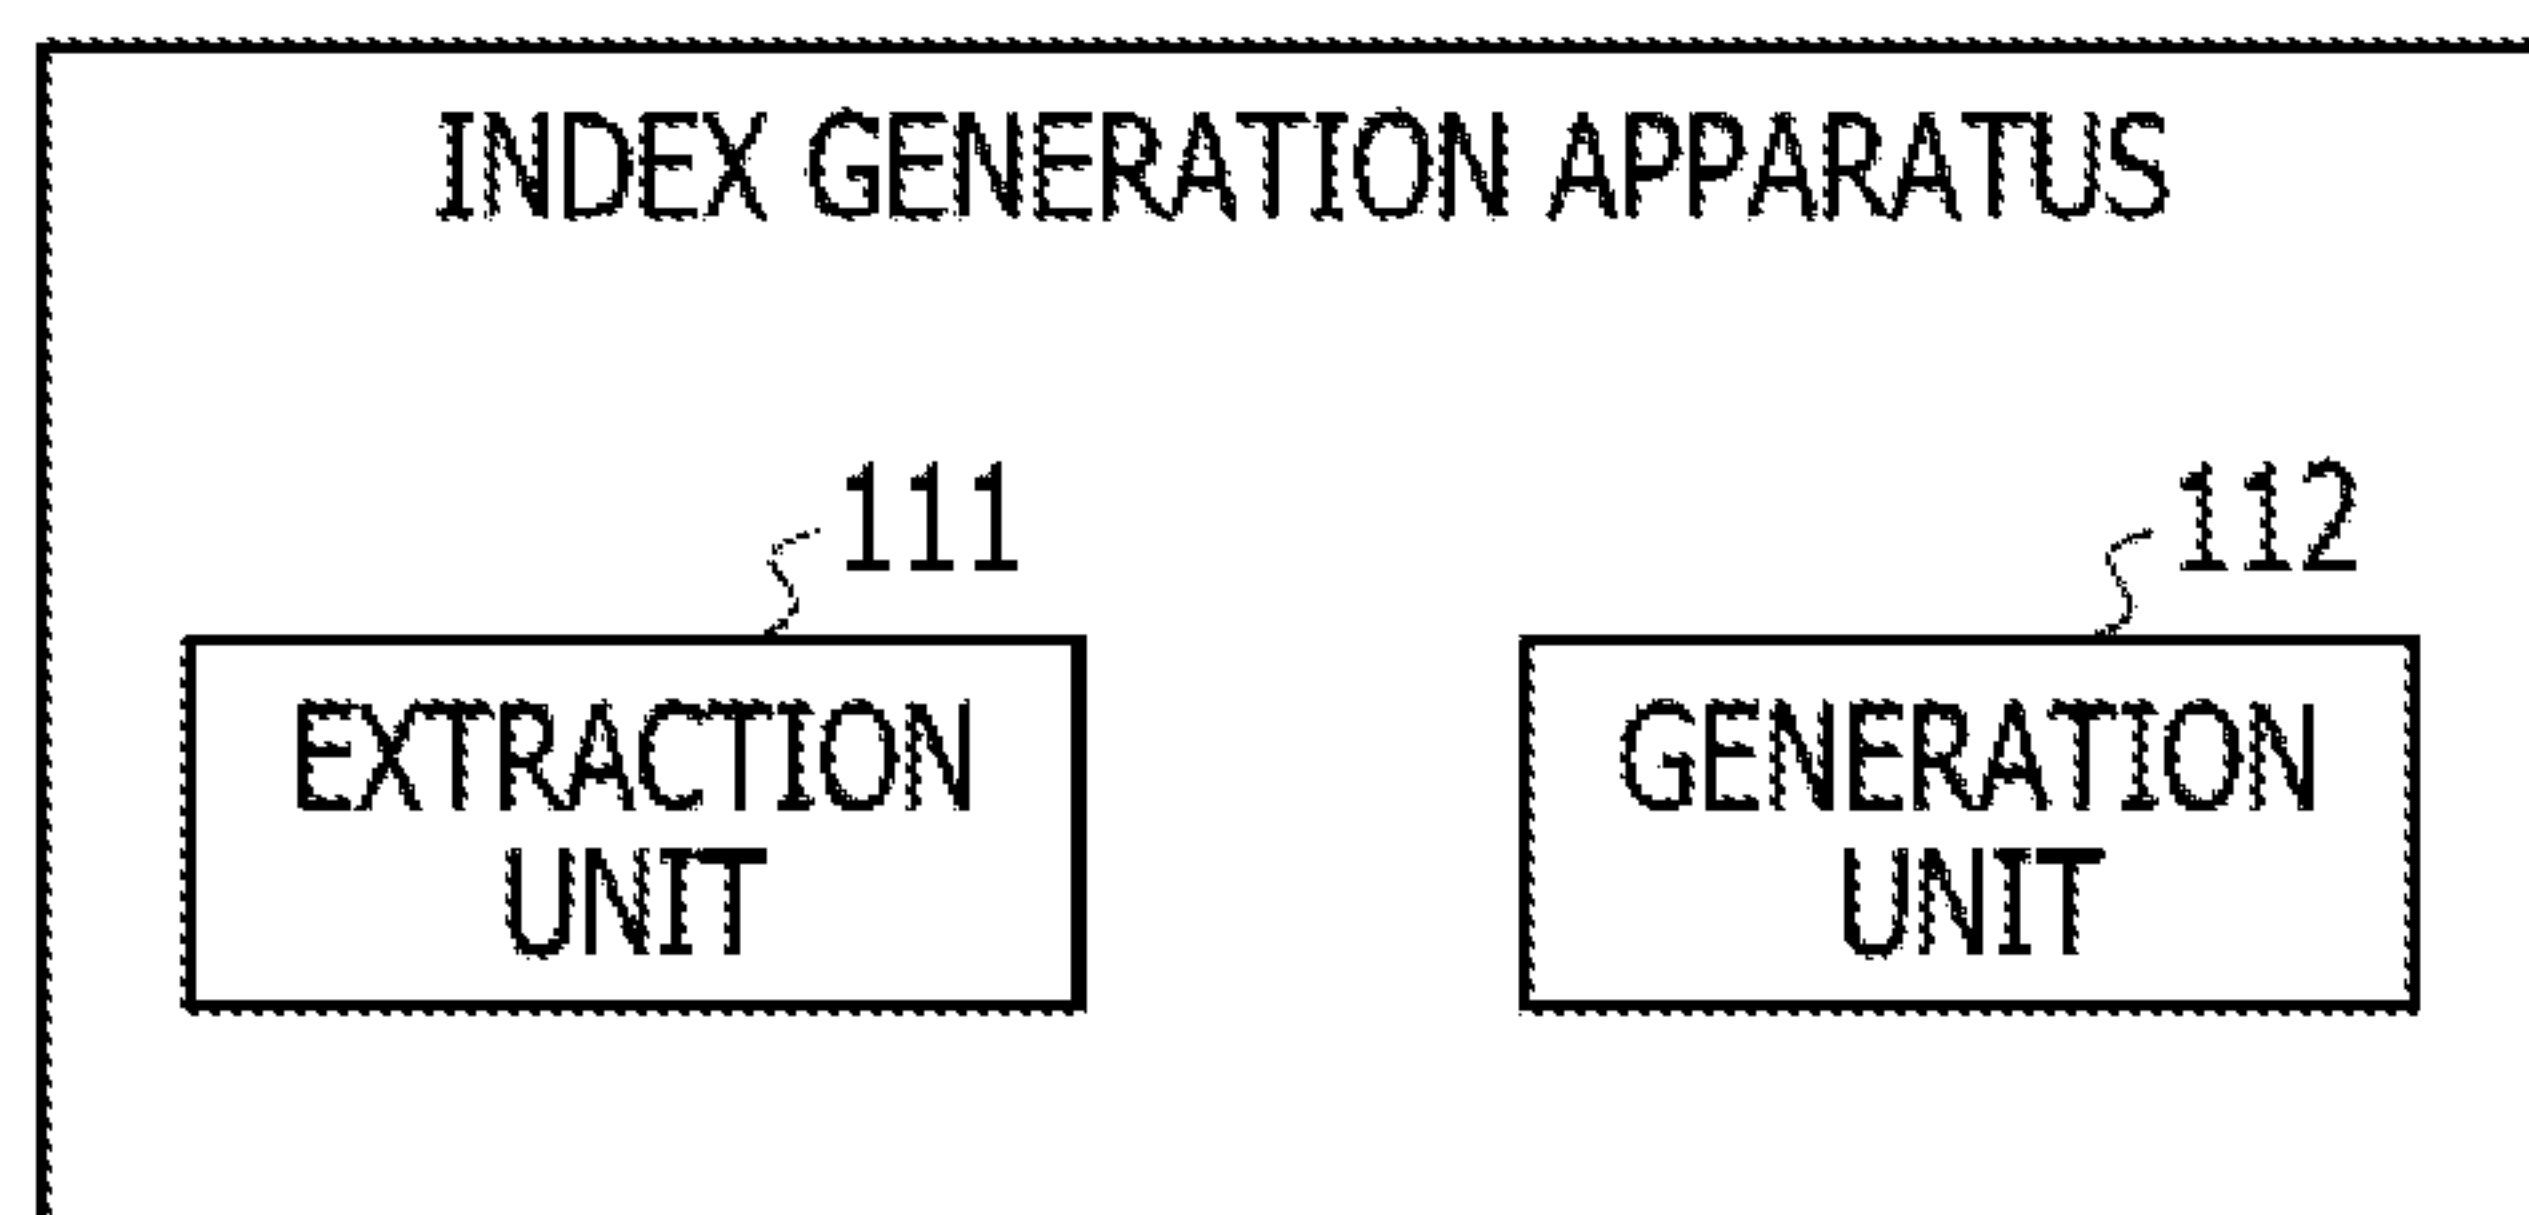 INDEX GENERATION APPARATUS
111
EXTRACTION
UNIT
112
GENERATION
UNIT